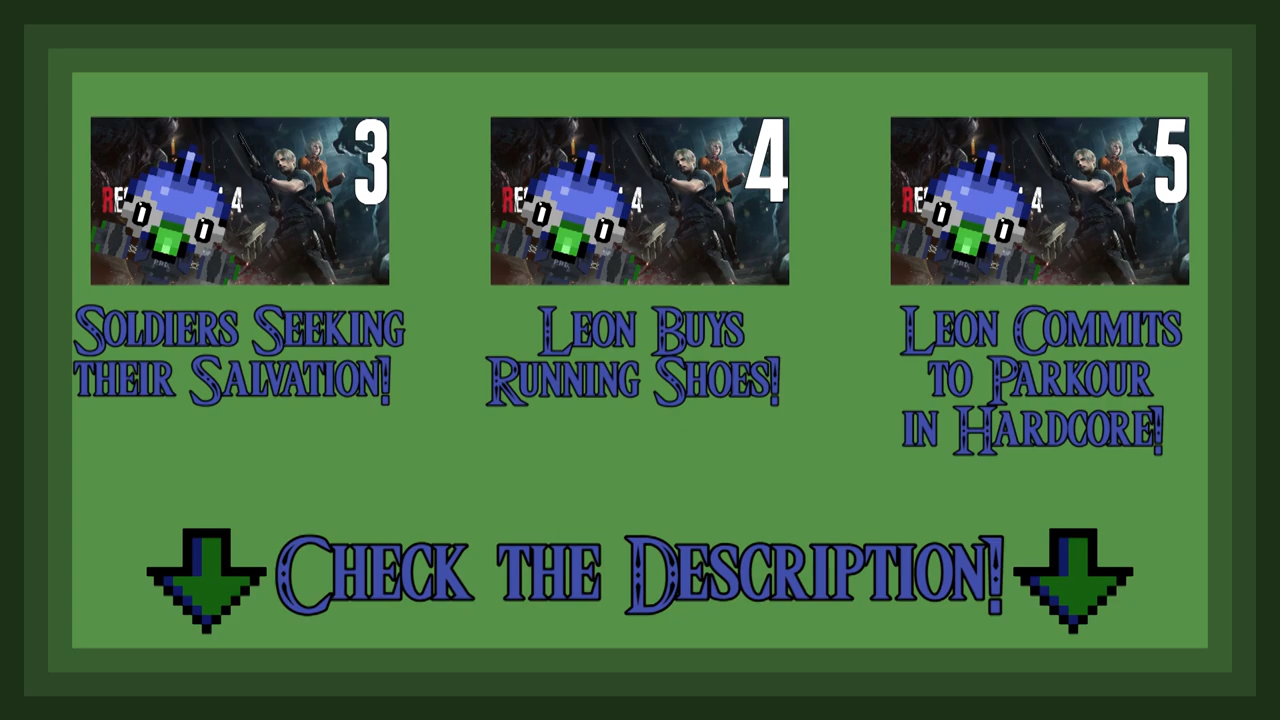 3
4
5
Soldiers Seeking
their Salvation!
Leon Buys
Running Shoes!
Leon Commits
to Parkour
in Hardcore!
Check the Description!